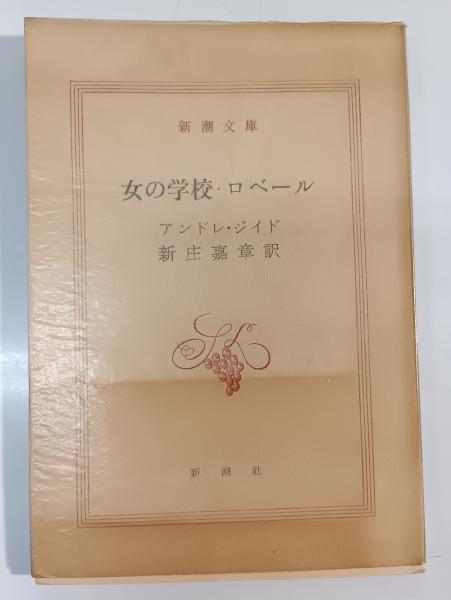 新潮文庫
女の学校・ロベール
アンドレ・ジイド
新庄嘉章訳
新潮社